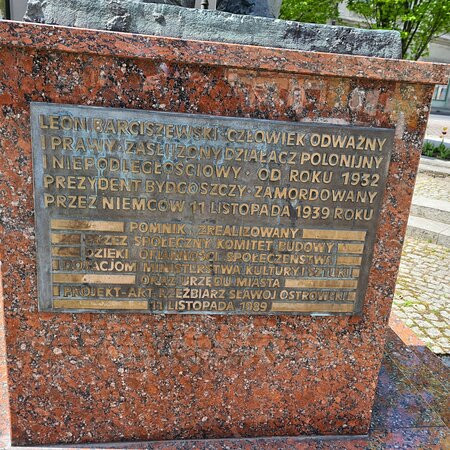 LEON BARCISZEWSKI·CZŁOWIEK ODWAŻNY
I PRAWY·ZASŁUŻONY DZIAŁACZ POLONIJNY
I NIEPODLEGŁOŚCIOWY·OD ROKU 1932
PREZYDENT BYDGOSZCZY·ZAMORDOWANY
PRZEZ NIEMCÓW 11 LISTOPADA 1939 ROKU
POMNIK ZREALIZOWANY
PRZEZ SPOŁECZNY KOMITET BUDOWY
DZIĘKI OFIARNOŚCI SPOŁECZEŃSTWA
I DOTACJOM MINISTERSTWA KULTURY I SZTUKI
ORAZ URZĘDU MIASTA
PROJEKT-ART. RZEŹBIARZ SŁAWOJ OSTROWSKI
11 LISTOPADA 1989